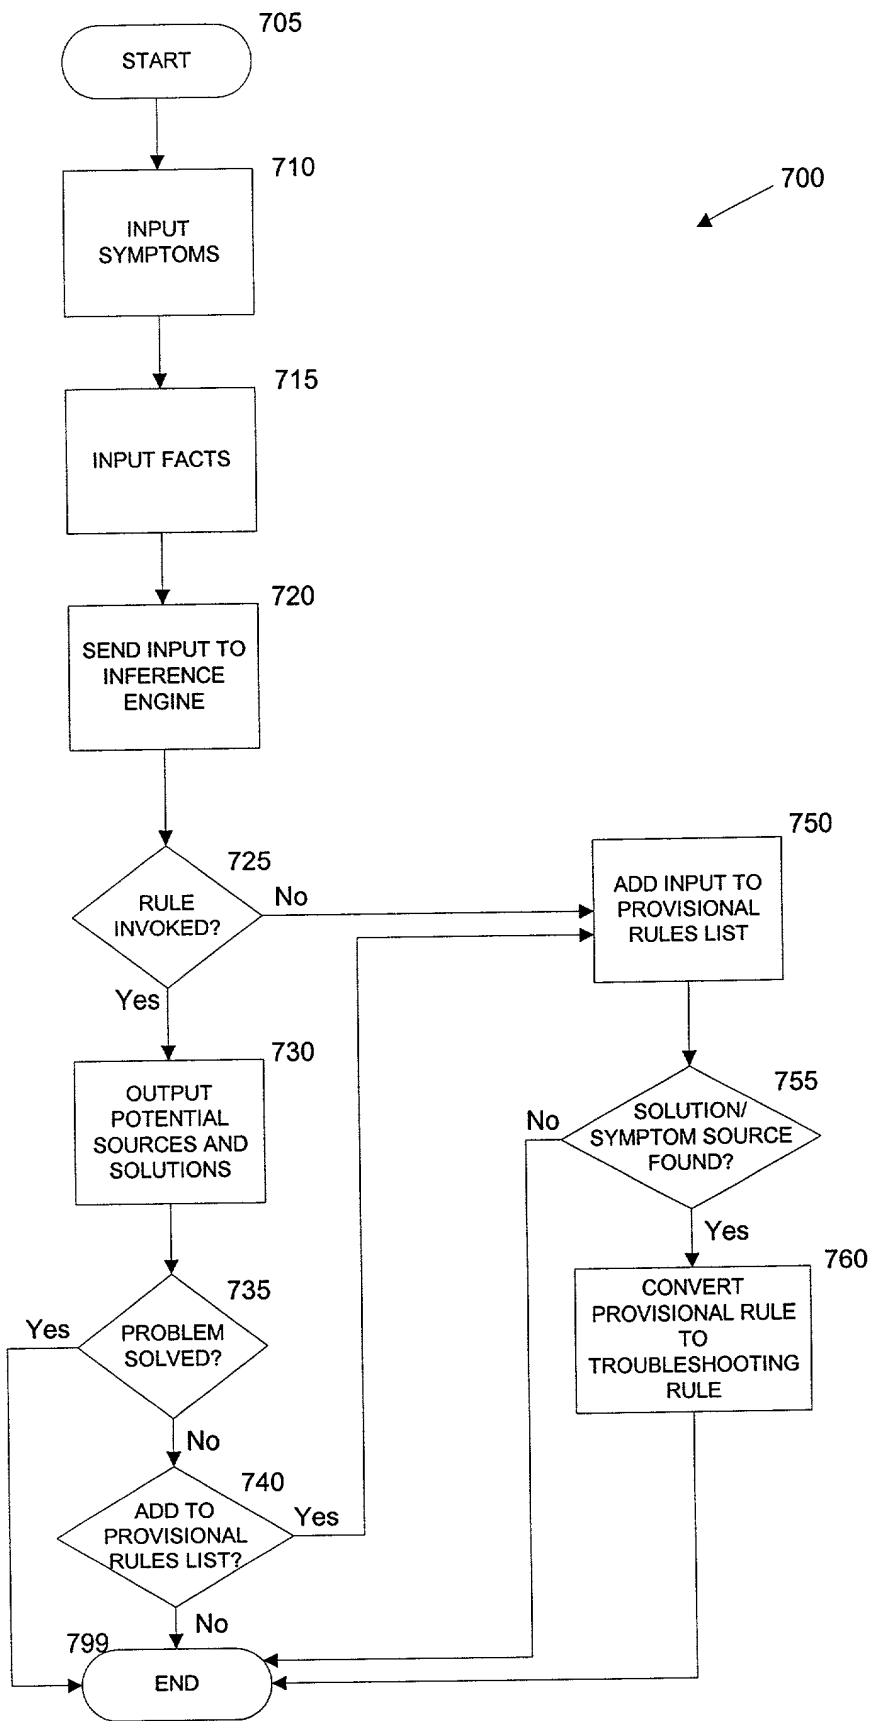 705
START
710
700
INPUT
SYMPTOMS
715
INPUT FACTS
720
SEND INPUT TO
INFERENCE
ENGINE
725
RULE
INVOKED?
No
Yes
750
ADD INPUT TO
PROVISIONAL
RULES LIST
730
OUTPUT
POTENTIAL
SOURCES AND
SOLUTIONS
755
SOLUTION/
SYMPTOM SOURCE
FOUND?
No
Yes
735
PROBLEM
SOLVED?
Yes
No
760
CONVERT
PROVISIONAL RULE
TO
TROUBLESHOOTING
RULE
740
ADD TO
PROVISIONAL
RULES LIST?
Yes
No
799
END